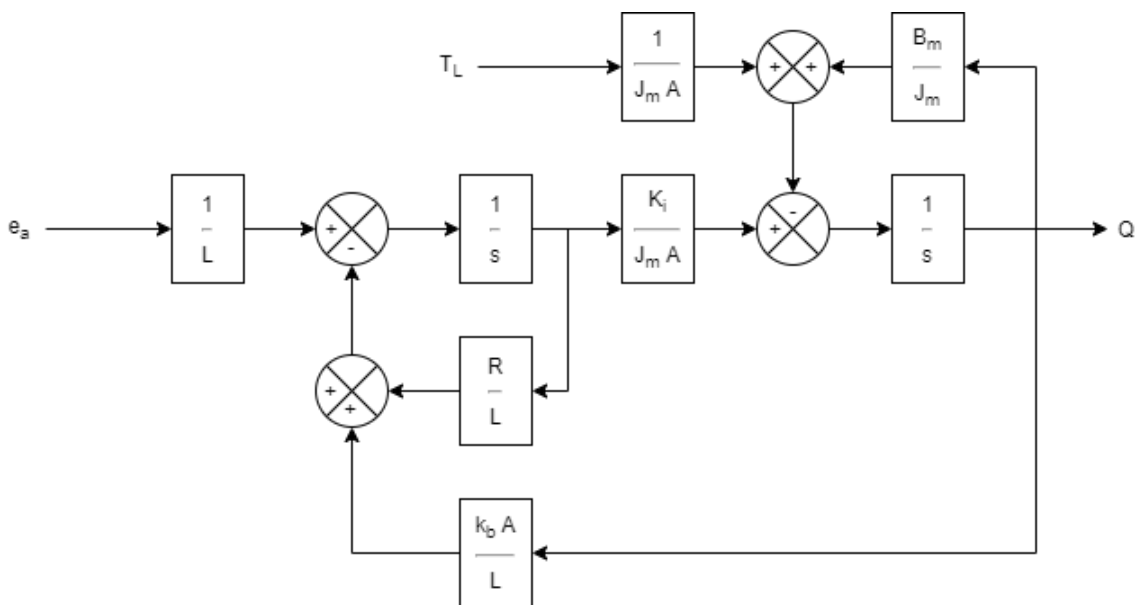 T_L
1
J_m A
+ +
B_m
J_m
e_a
1
L
+
-
1
s
K_i
J_m A
-
+
1
s
Q
+
+
R
L
k_b A
L